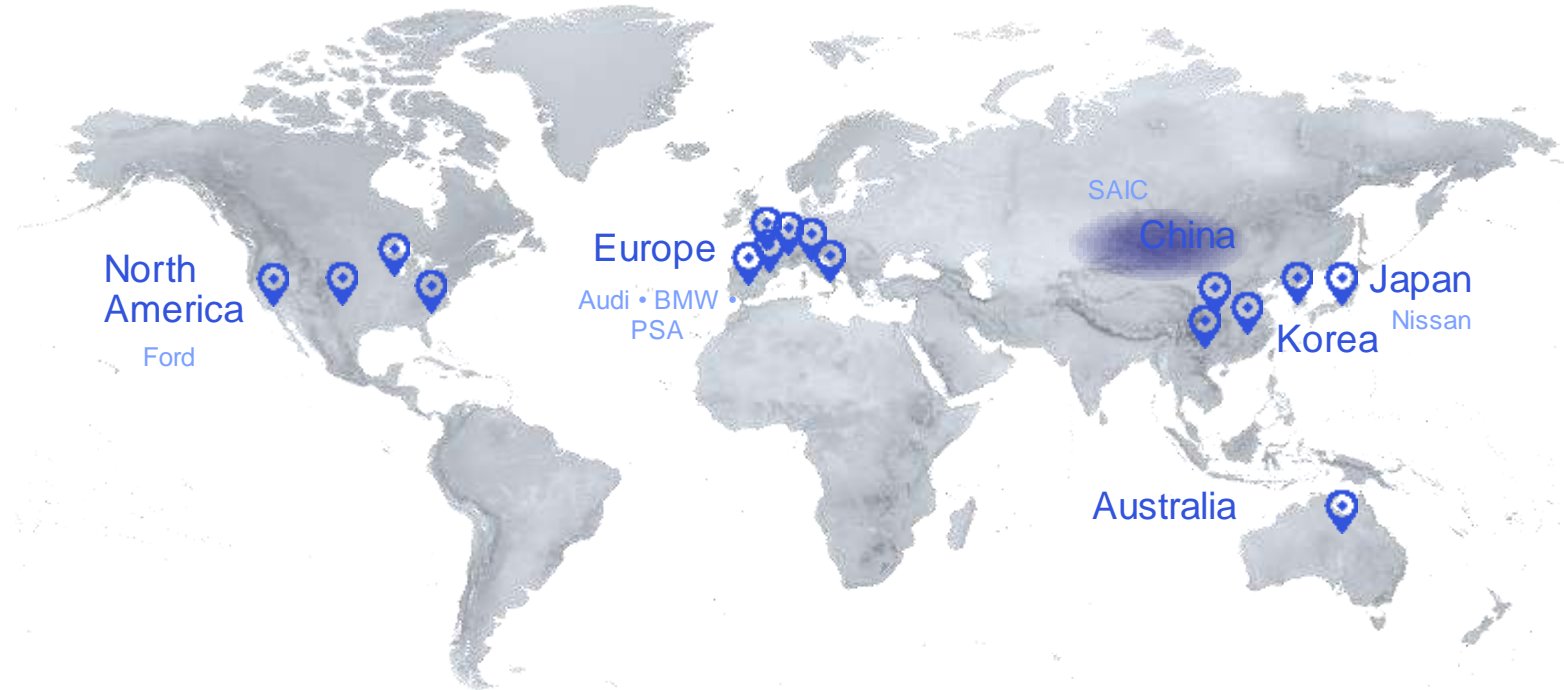 North
America
Ford
Europe
Audi • BMW •
PSA
SAIC
China
Japan
Nissan
Korea
Australia